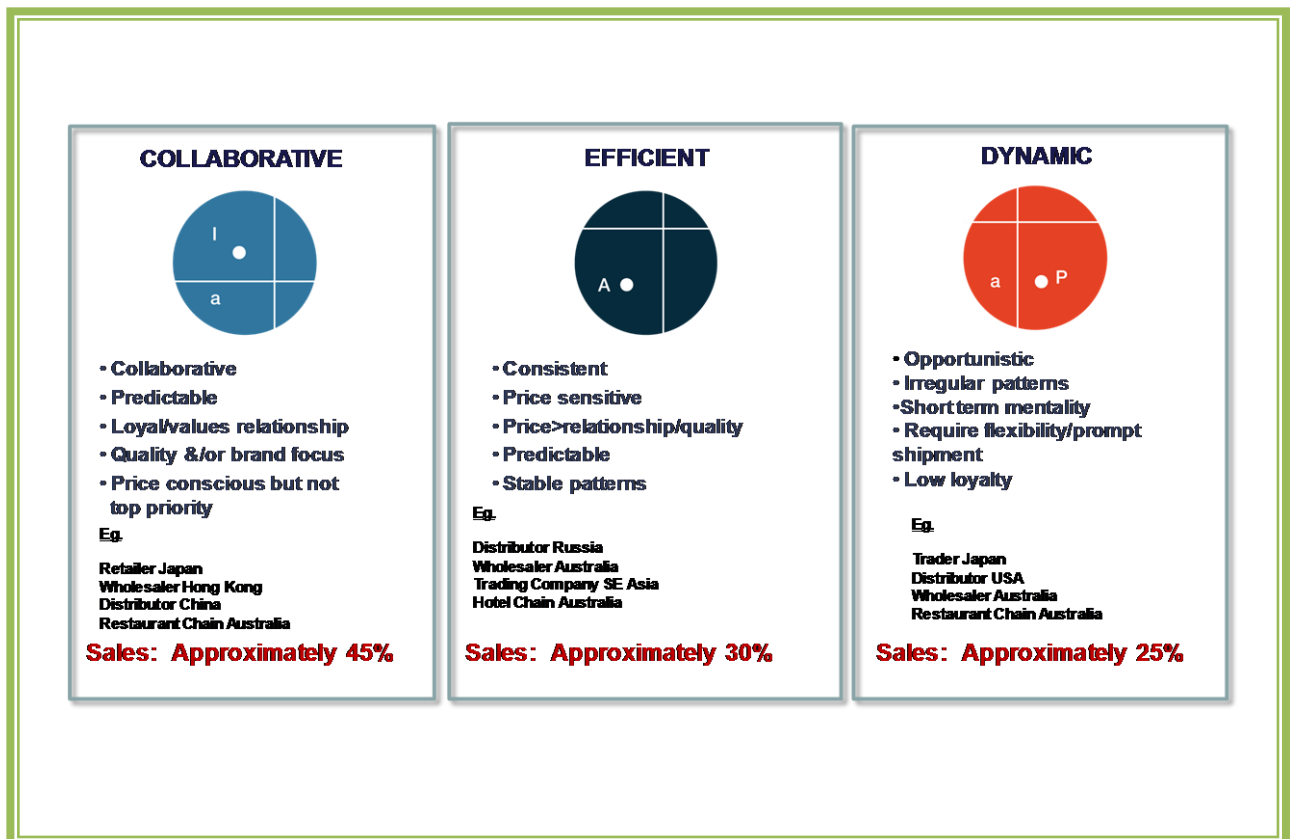 COLLABORATIVE
I
a
• Collaborative
• Predictable
• Loyal/values relationship
• Quality &/or brand focus
• Price conscious but not
top priority
Eg.
Retailer Japan
Wholesaler Hong Kong
Distributor China
Restaurant Chain Australia
Sales: Approximately 45%
EFFICIENT
A
• Consistent
• Price sensitive
• Price>relationship/quality
• Predictable
• Stable patterns
Eg.
Distributor Russia
Wholesaler Australia
Trading Company SE Asia
Hotel Chain Australia
Sales: Approximately 30%
DYNAMIC
a P
• Opportunistic
• Irregular patterns
•Short term mentality
• Require flexibility/prompt
shipment
• Low loyalty
Eg.
Trader Japan
Distributor USA
Wholesaler Australia
Restaurant Chain Australia
Sales: Approximately 25%